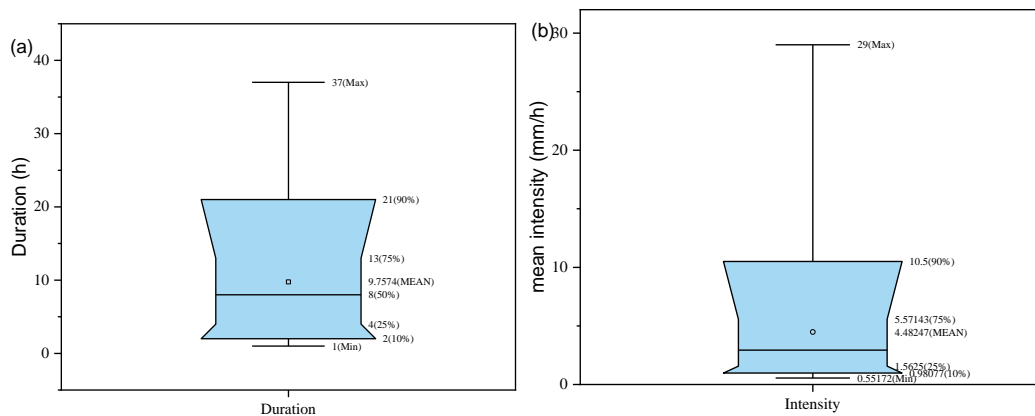 (a)
Duration (h)
40
30
20
10
0
37(Max)
21(90%)
13(75%)
9.7574(MEAN)
8(50%)
4(25%)
2(10%)
1(Min)
Duration
(b)
mean intensity (mm/h)
30
20
10
0
29(Max)
10.5(90%)
5.57143(75%)
4.48247(MEAN)
1.5625(25%)
0.98077(10%)
0.55172(Min)
Intensity